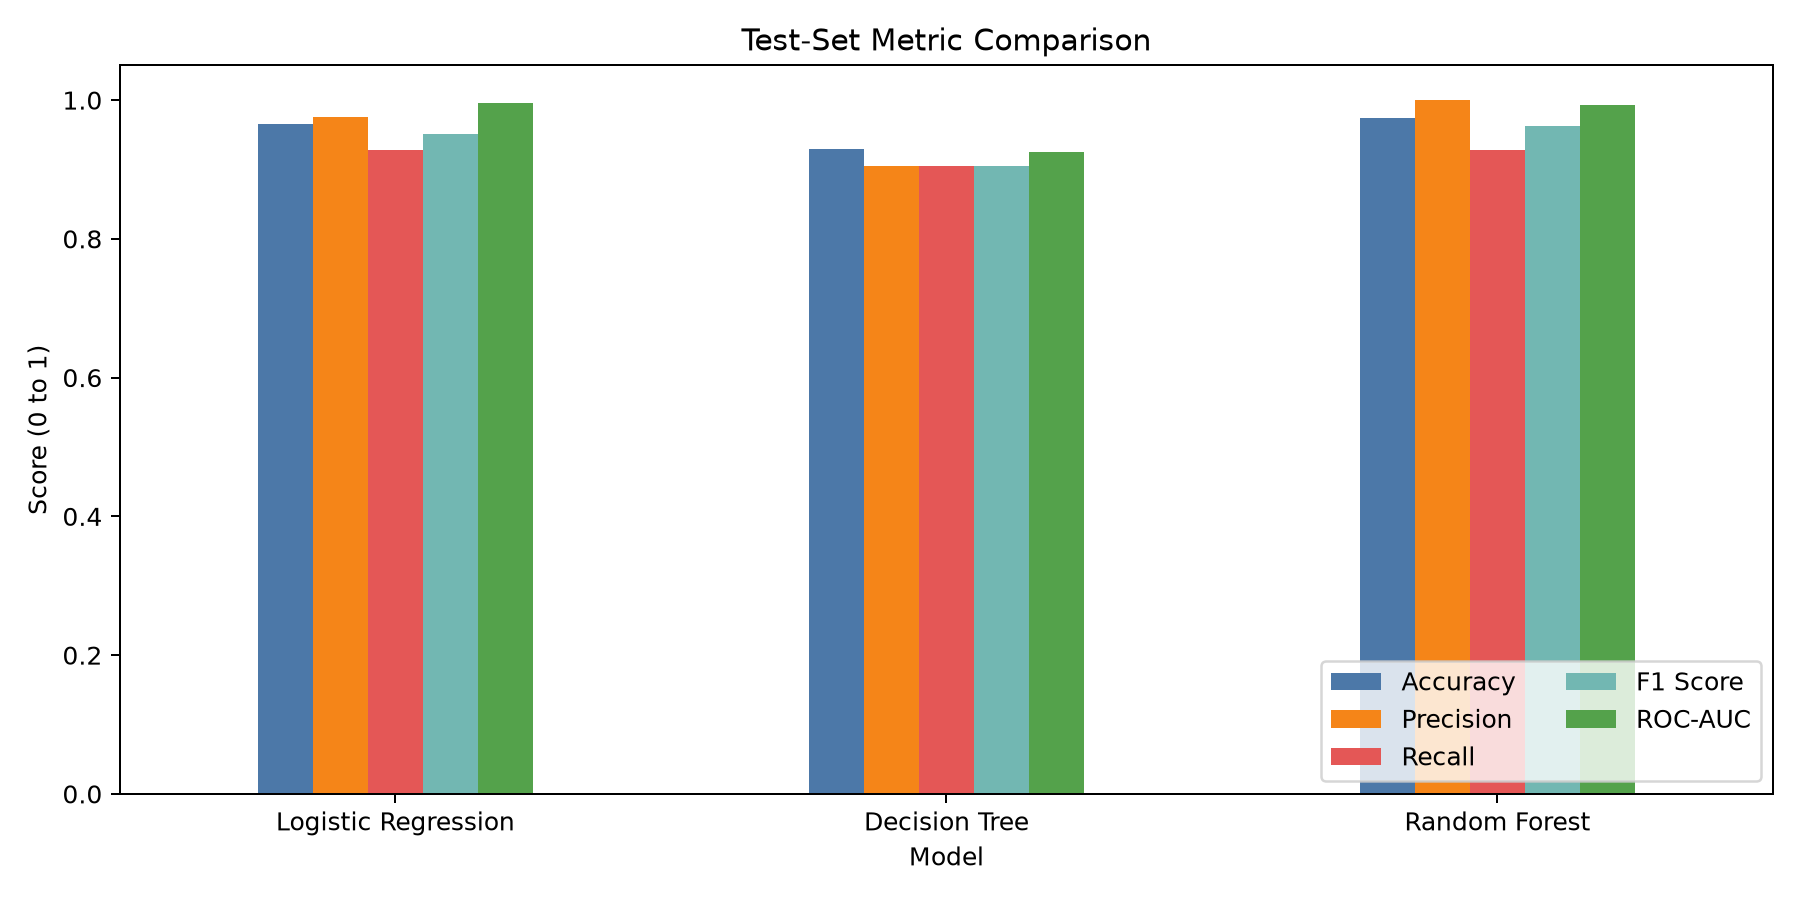 Test-Set Metric Comparison
1.0
0.8
0.6
0.4
0.2
0.0
Score (0 to 1)
Accuracy
Precision
Recall
F1 Score
ROC-AUC
Logistic Regression
Decision Tree
Random Forest
Model